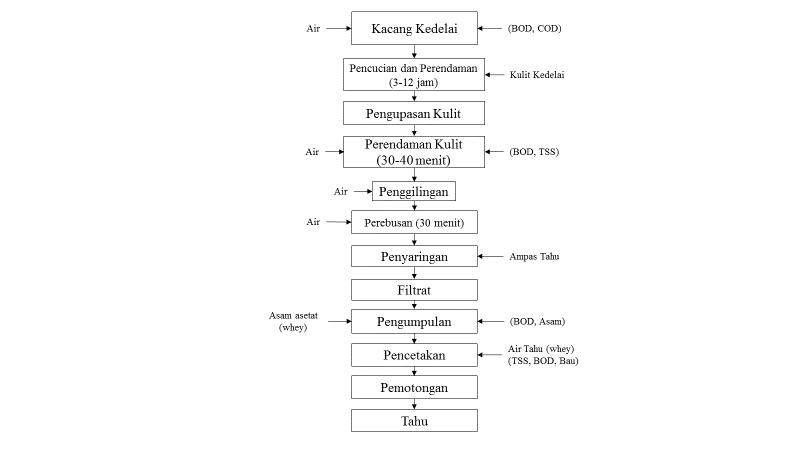 Air
Kacang Kedelai
(BOD, COD)
Pencucian dan Perendaman
(3-12 jam)
Kulit Kedelai
Pengupasan Kulit
Air
Perendaman Kulit
(30-40 menit)
(BOD, TSS)
Air
Penggilingan
Air
Perebusan (30 menit)
Penyaringan
Ampas Tahu
Filtrat
Asam asetat
(whey)
Pengumpulan
(BOD, Asam)
Pencetakan
Air Tahu (whey)
(TSS, BOD, Bau)
Pemotongan
Tahu